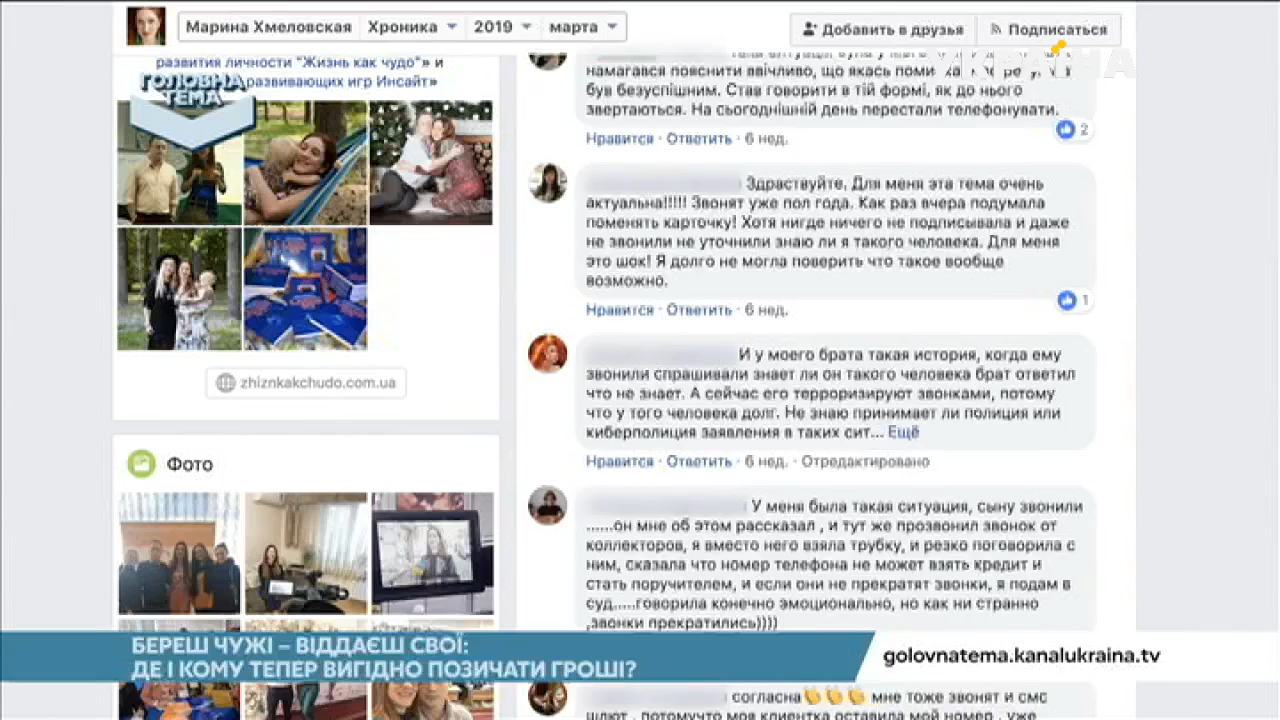 Марина Хмеловская
Хроника
2019
марта
Добавить в друзья
Подписаться
развития личности "Жизнь как чудо"» и
развивающих игр Инсайт»
ГОЛОВНА
ТЕМА
zhiznkakchudo.com.ua
Фото
намагався пояснити ввічливо, що якась
був безуспішним. Став говорити в тій формі, як до нього
звертаються. На сьогоднішній день перестали телефонувати.
2
Нравится · Ответить · 6 нед.
Здраствуйте, Для меня эта тема очень
актуальна!!!!! Звонят уже пол года. Как раз вчера подумала
поменять карточку! Хотя нигде ничего не подписывала и даже
не звонили не уточнили знаю ли я такого человека. Для меня
это шок! Я долго не могла поверить что такое вообще
возможно.
1
Нравится · Ответить · 6 нед.
И у моего брата такая история, когда ему
звонили спрашивали знает ли он такого человека брат ответил
что не знает. А сейчас его терроризируют звонками, потому
что у того человека долг. Не знаю принимает ли полиция или
киберполиция заявления в таких сит... Ещё
Нравится · Ответить · 6 нед. · Отредактировано
У меня была такая ситуация, сыну звонили
......он мне об этом рассказал , и тут же прозвонил звонок от
коллекторов, я вместо него взяла трубку, и резко поговорила с
ним, сказала что номер телефона не может взять кредит и
стать поручителем, и если они не прекратят звонки, я подам в
суд.....говорила конечно эмоционально, но как ни странно
,звонки прекратились))))
согласна👏👏👏 мне тоже звонят и смс
шлют , потомучто моя клиентка оставила мой номер , уже
БЕРЕШ ЧУЖІ – ВІДДАЄШ СВОЇ:
ДЕ І КОМУ ТЕПЕР ВИГІДНО ПОЗИЧАТИ ГРОШІ?
golovnatema.kanalukraina.tv